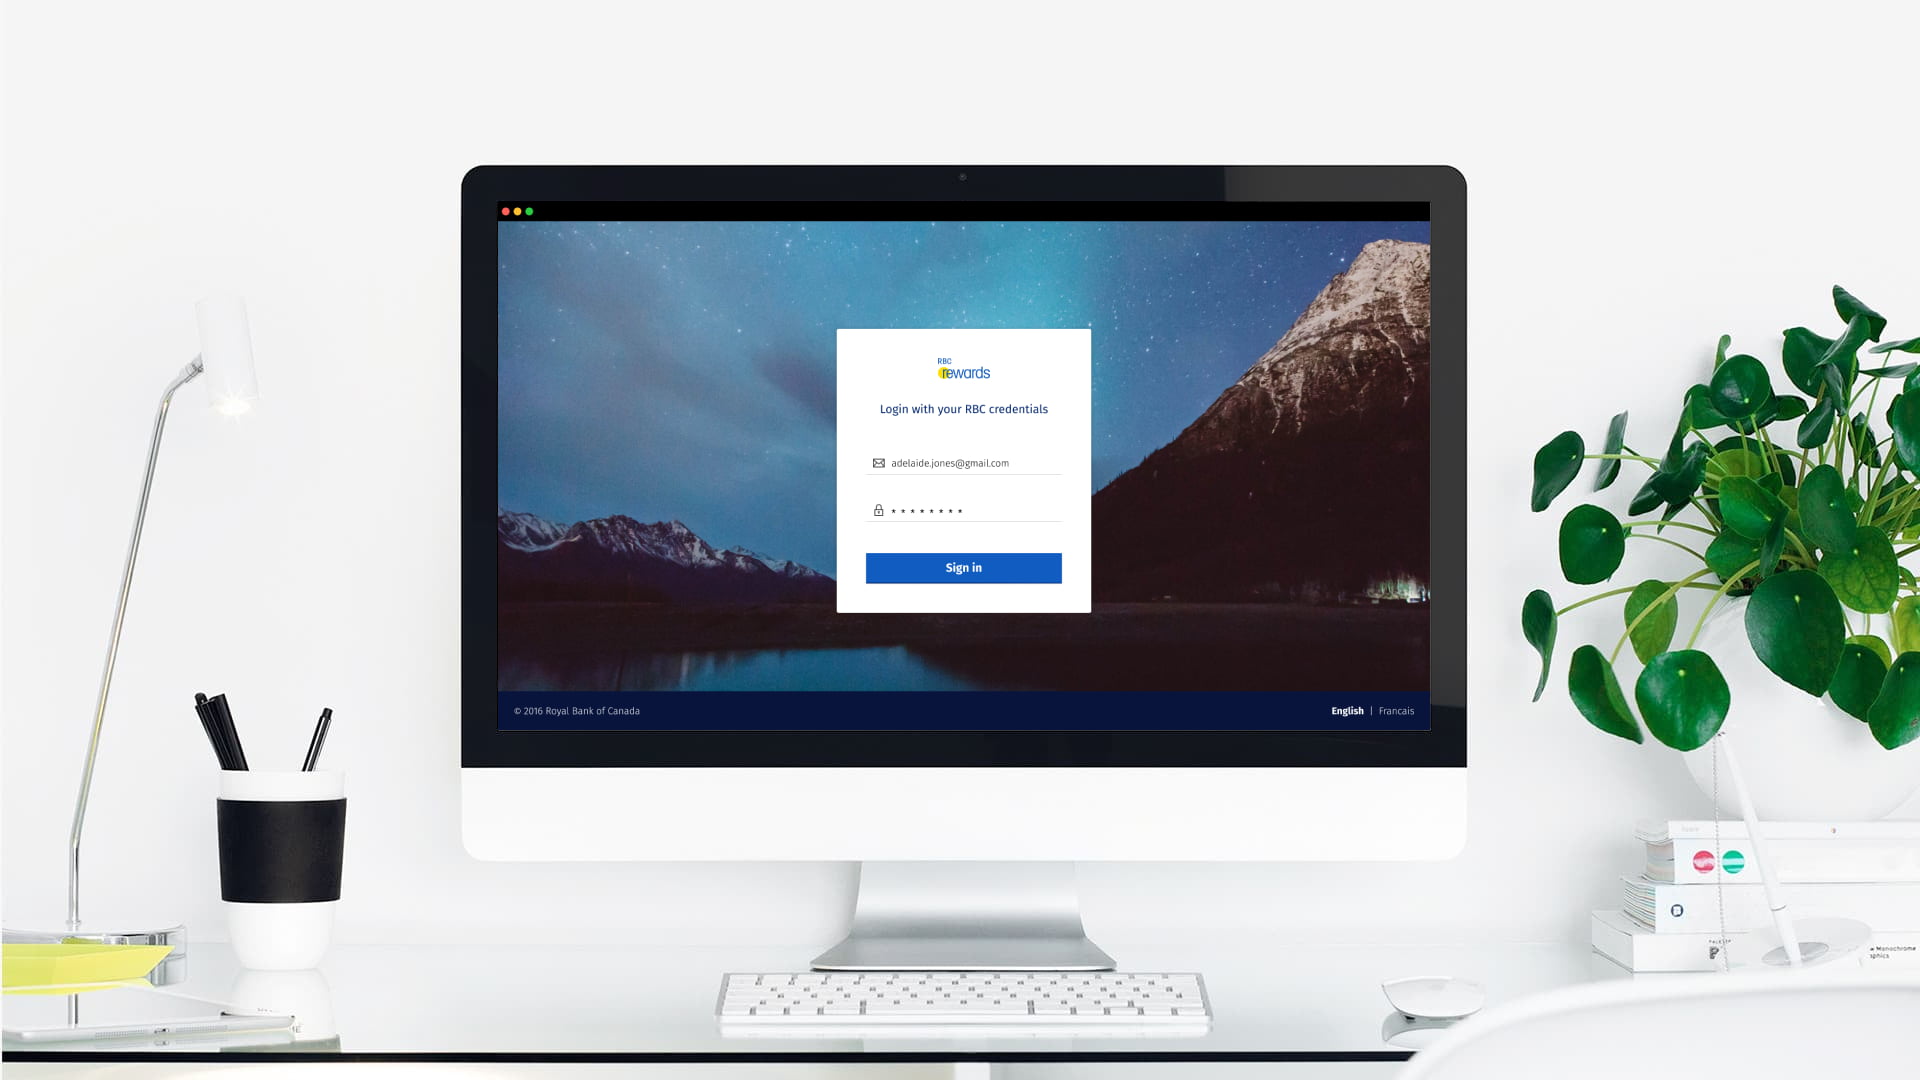 RBC
rewards
Login with your RBC credentials
adelaide.jones@gmail.com
* * * * * * * *
Sign in
© 2016 Royal Bank of Canada
English | Francais
Monochrome